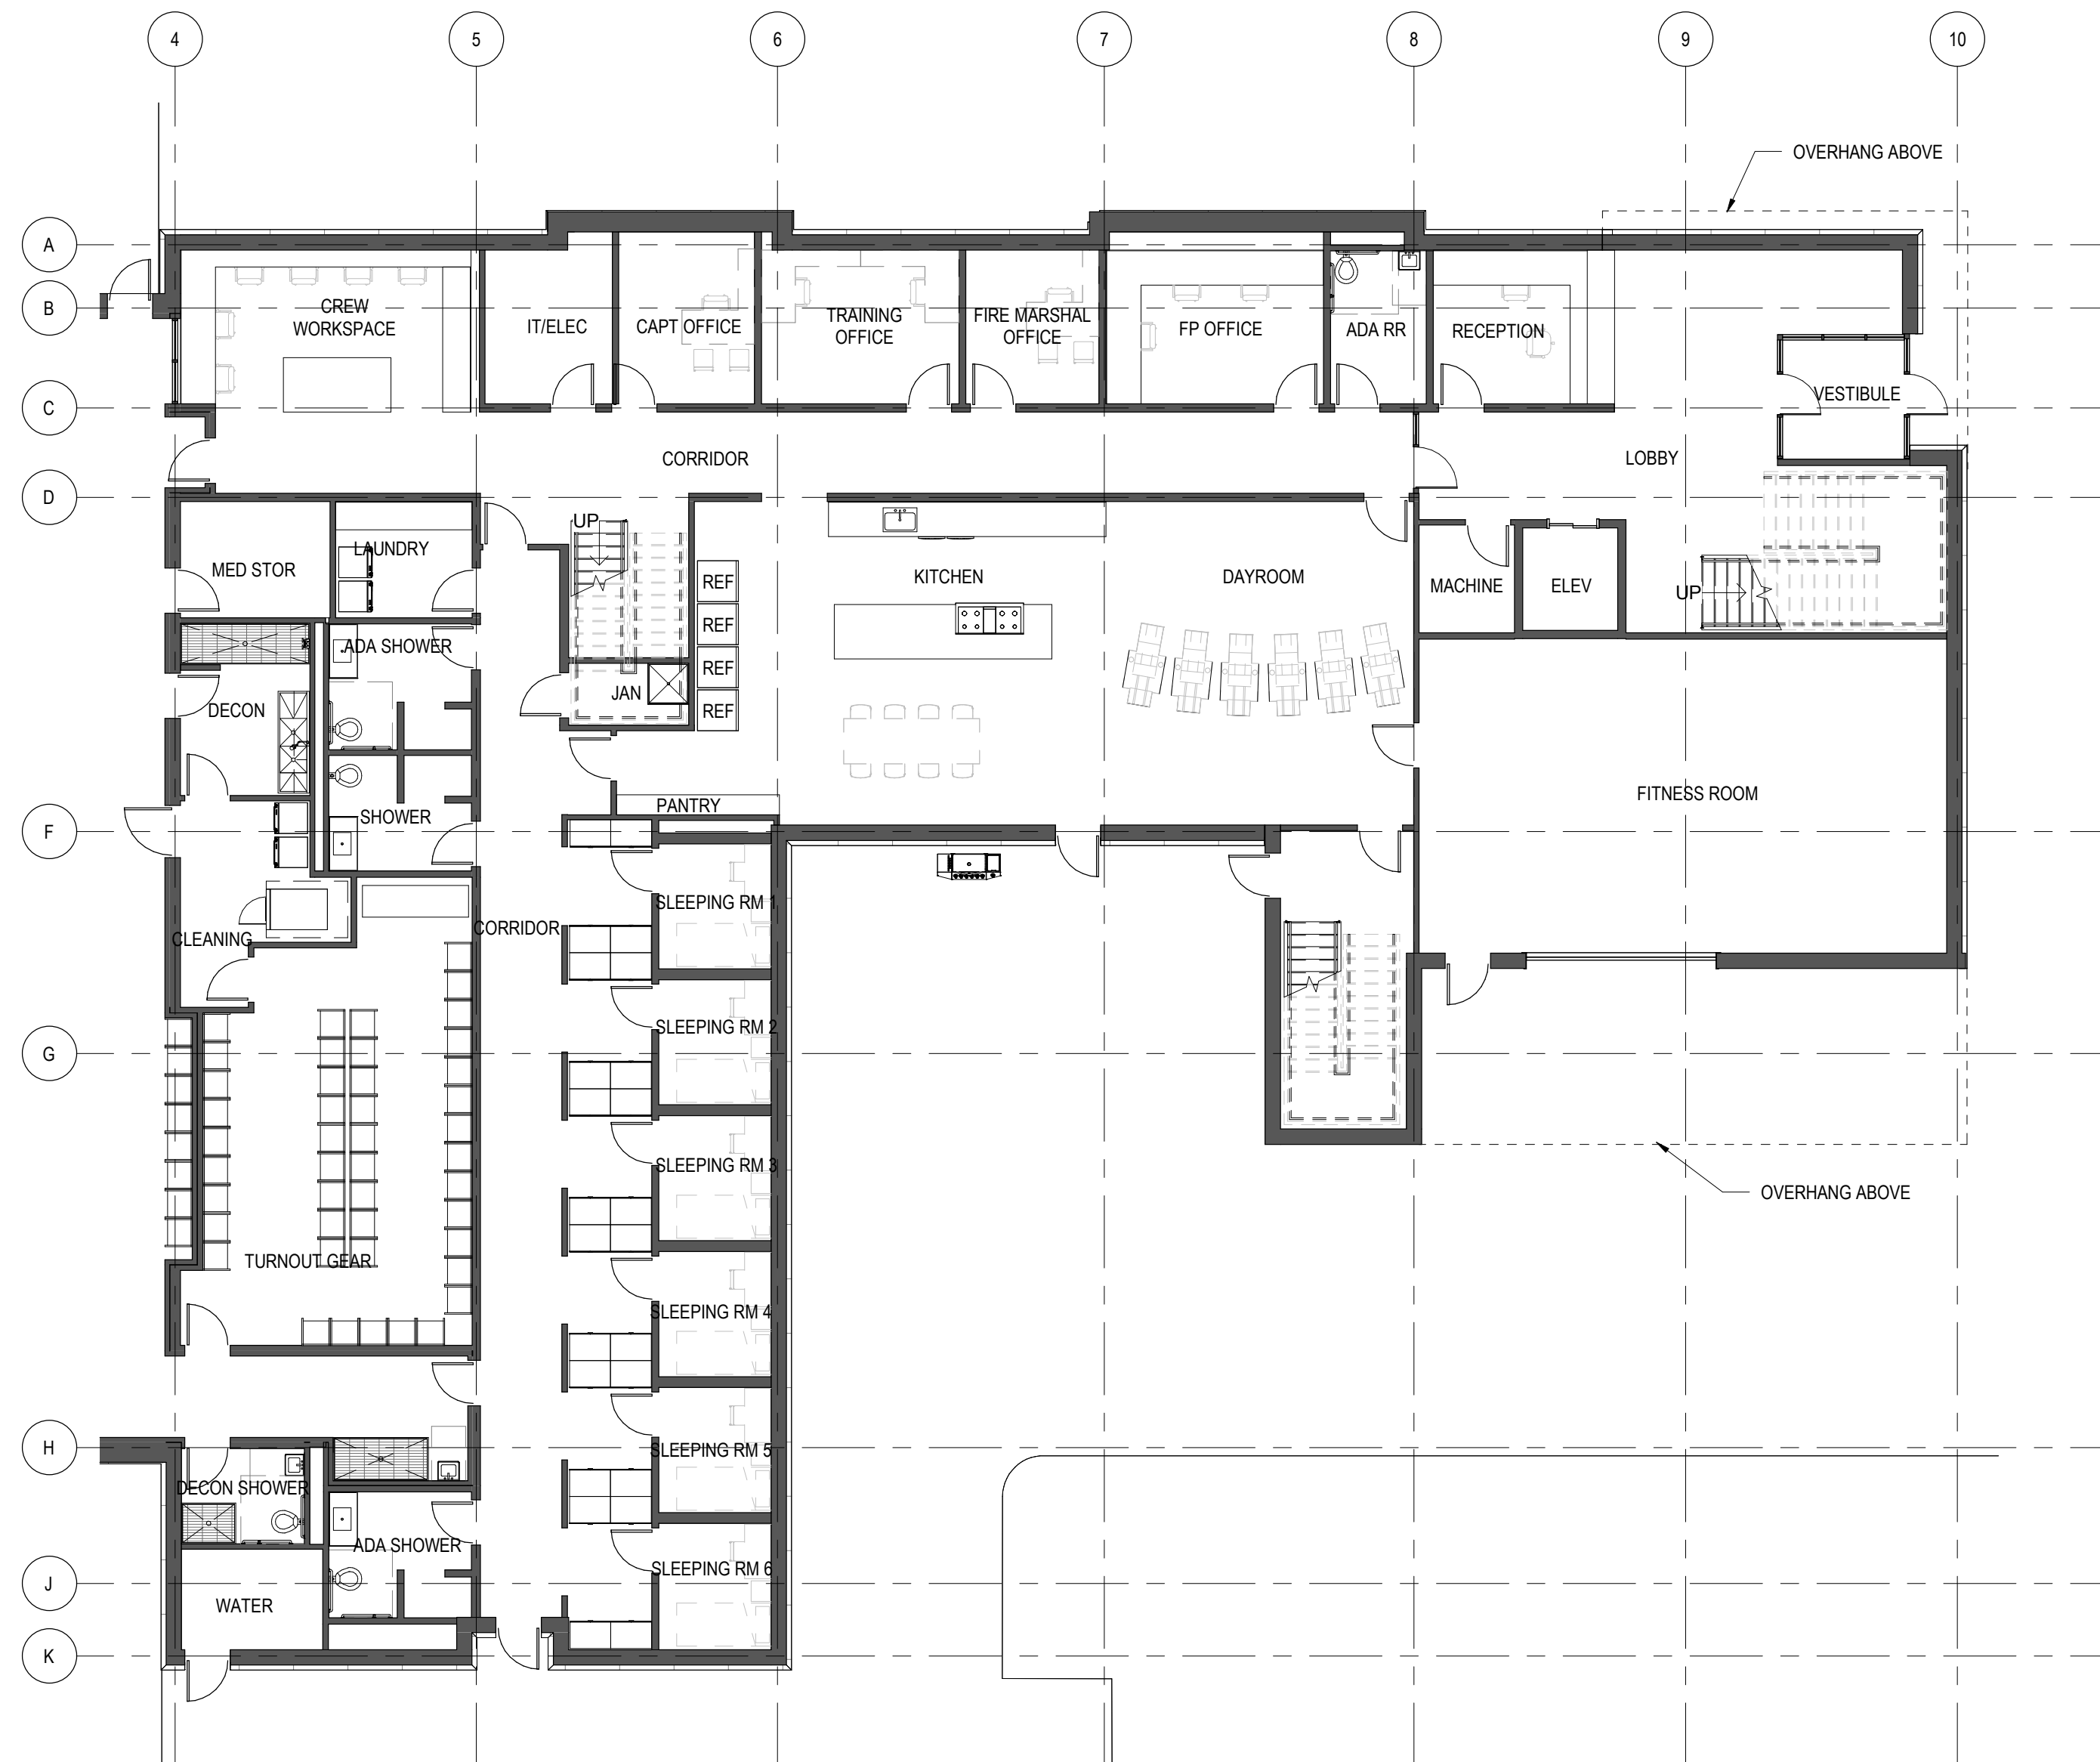 4
5
6
7
8
9
10
OVERHANG ABOVE
A
B
CREW
WORKSPACE
IT/ELEC
CAPT OFFICE
TRAINING
OFFICE
FIRE MARSHAL
OFFICE
FP OFFICE
ADA RR
RECEPTION
C
VESTIBULE
CORRIDOR
LOBBY
D
UP
MED STOR
LAUNDRY
REF
KITCHEN
DAYROOM
MACHINE
ELEV
UP
REF
ADA SHOWER
REF
JAN
DECON
REF
FITNESS ROOM
PANTRY
SHOWER
F
SLEEPING RM 1
CORRIDOR
CLEANING
SLEEPING RM 2
G
SLEEPING RM 3
OVERHANG ABOVE
TURNOUT GEAR
SLEEPING RM 4
H
SLEEPING RM 5
DECON SHOWER
ADA SHOWER
SLEEPING RM 6
J
WATER
K